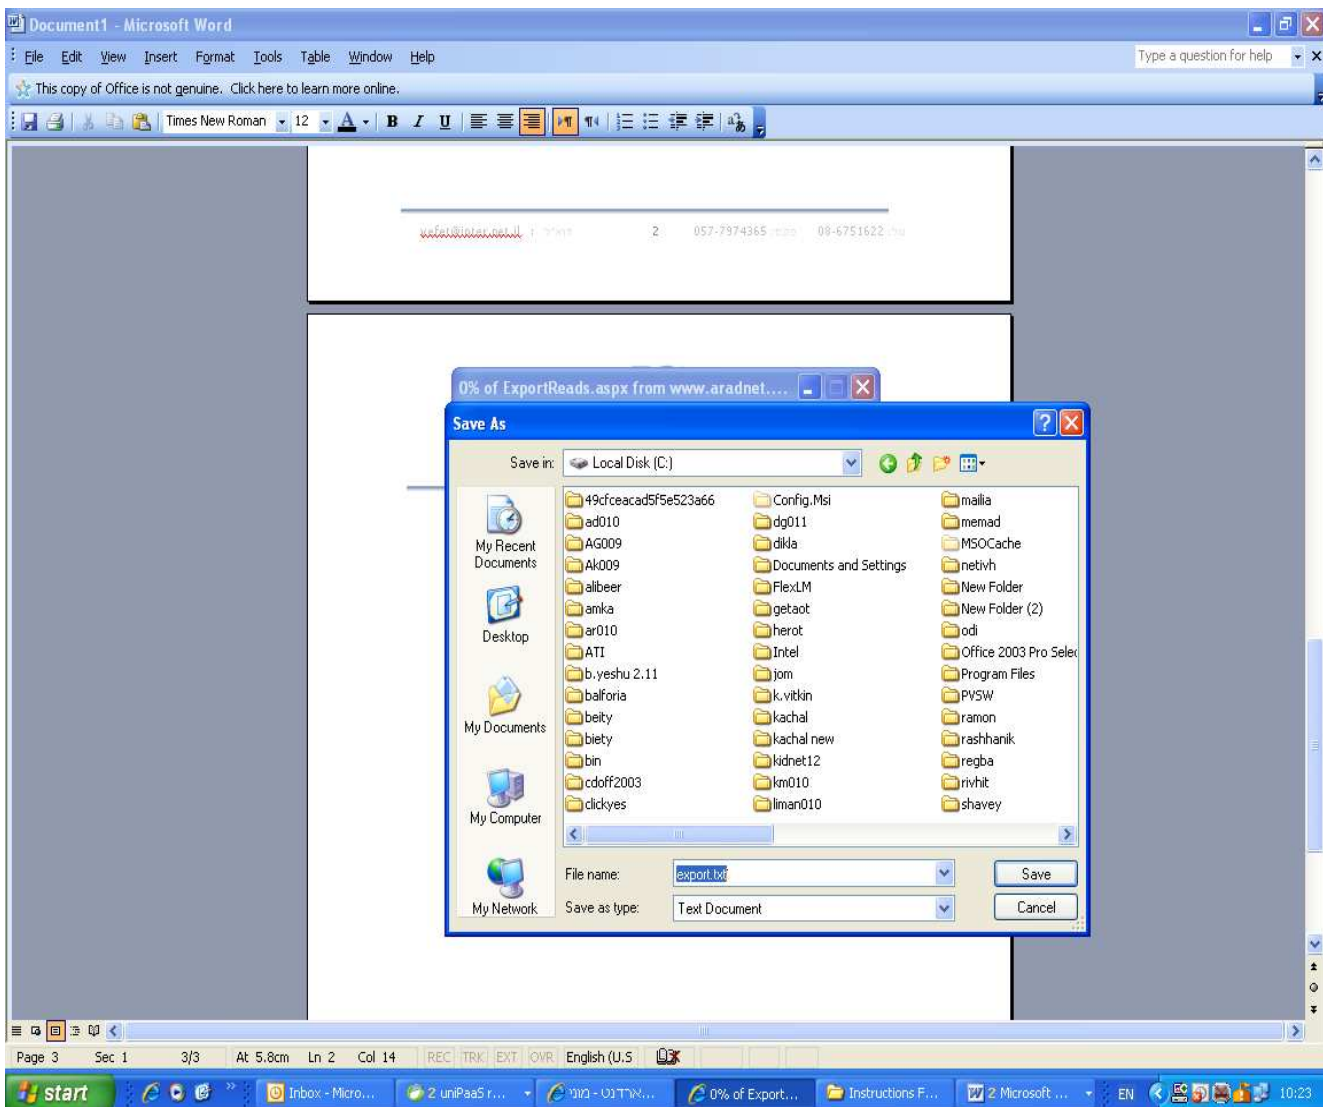 Document1 - Microsoft Word
File Edit View Insert Format Tools Table Window Help Type a question for help
This copy of Office is not genuine. Click here to learn more online.
Times New Roman 12 A B I U
yefet@inter.net.il : 2 057-7974365 08-6751622
0% of ExportReads.aspx from www.aradnet....
Save As
Save in: Local Disk (C:)
My Recent Documents
Desktop
My Documents
My Computer
My Network
49cfceacad5f5e523a66 Config.Msi mailia
ad010 dg011 memad
AG009 dikla MSOCache
Ak009 Documents and Settings netivh
alibeer FlexLM New Folder
amka getaot New Folder (2)
ar010 herot odi
ATI Intel Office 2003 Pro Selec
b.yeshu 2.11 jom Program Files
balforia k.vitkin PVSW
beity kachal ramon
biety kachal new rashhanik
bin kidnet12 regba
cdoff2003 km010 rivhit
clickyes liman010 shavey
File name: export.txt Save
Save as type: Text Document Cancel
Page 3 Sec 1 3/3 At 5.8cm Ln 2 Col 14 REC TRK EXT OVR English (U.S
start Inbox - Micro... 2 uniPaaS r... ארדנט - מוני... 0% of Export... Instructions F... 2 Microsoft ... EN 10:23